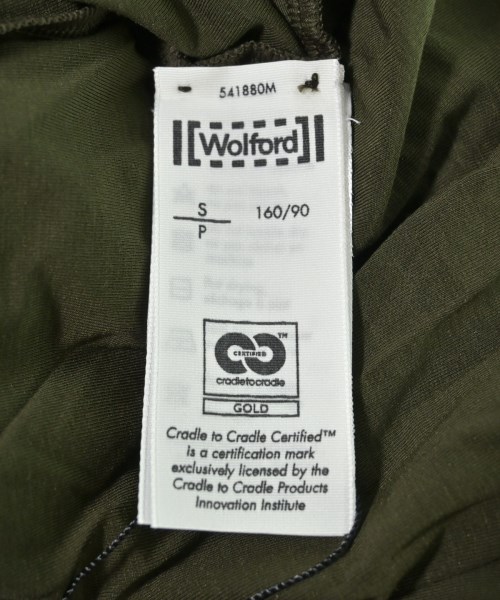 541880M
Wolford
S 160/90
P
CERTIFIED TM
cradletocradle
GOLD
Cradle to Cradle Certified™
is a certification mark
exclusively licensed by the
Cradle to Cradle Products
Innovation Institute